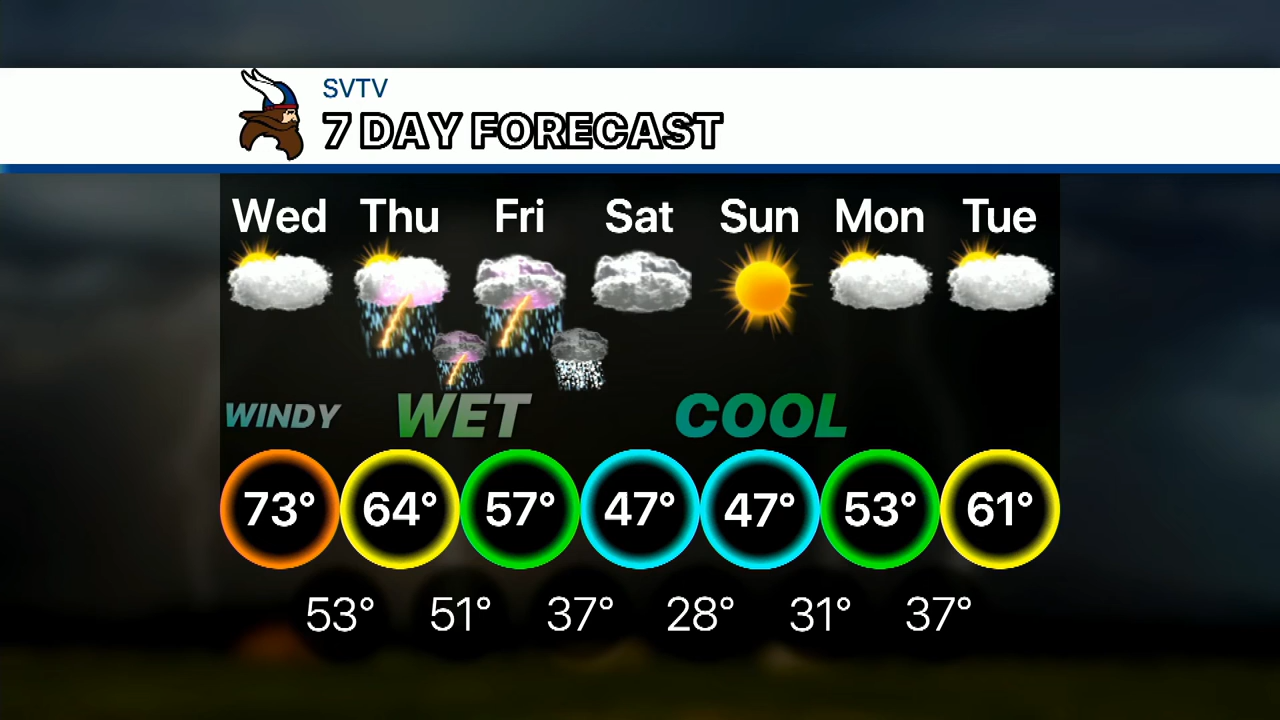 SVTV
7 DAY FORECAST
Wed Thu Fri Sat Sun Mon Tue
WINDY WET COOL
73° 64° 57° 47° 47° 53° 61°
53° 51° 37° 28° 31° 37°